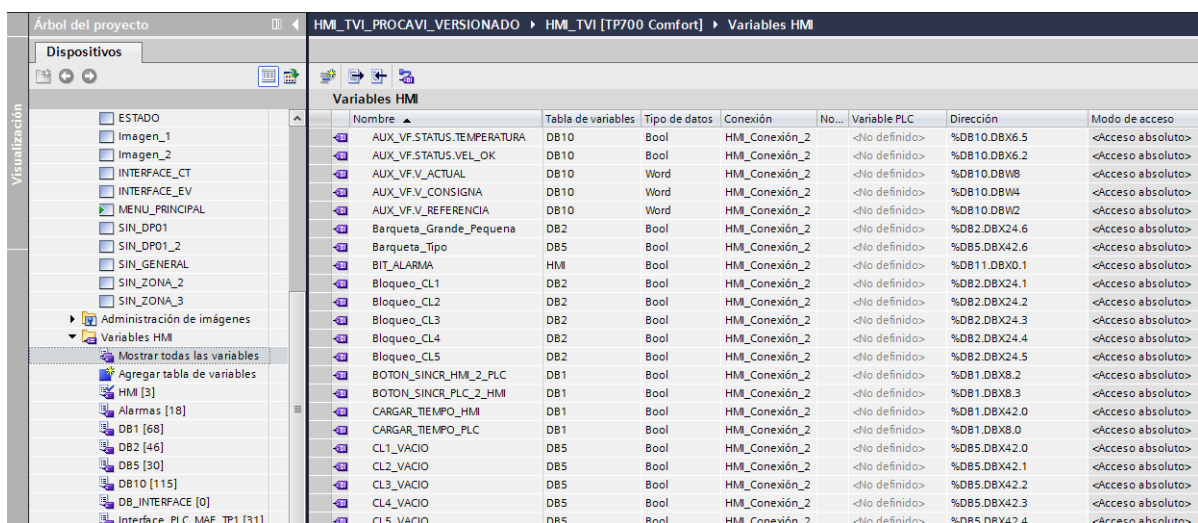 Árbol del proyecto
HMI_TVI_PROCAVI_VERSIONADO HMI_TVI [TP700 Comfort] Variables HMI
Dispositivos
Visualización
ESTADO
Imagen_1
Imagen_2
INTERFACE_CT
INTERFACE_EV
MENU_PRINCIPAL
SIN_DP01
SIN_DP01_2
SIN_GENERAL
SIN_ZONA_2
SIN_ZONA_3
Administración de imágenes
Variables HMI
Mostrar todas las variables
Agregar tabla de variables
HMI [3]
Alarmas [18]
DB1 [68]
DB2 [46]
DB5 [30]
DB10 [115]
DB_INTERFACE [0]
Interface_PLC_MAF_TP1 [31]
Variables HMI
Nombre Tabla de variables Tipo de datos Conexión No... Variable PLC Dirección Modo de acceso
AUX_VF.STATUS.TEMPERATURA DB10 Bool HMI_Conexión_2 <No definido> %DB10.DBX6.5 <Acceso absoluto>
AUX_VF.STATUS.VEL_OK DB10 Bool HMI_Conexión_2 <No definido> %DB10.DBX6.2 <Acceso absoluto>
AUX_VF.V_ACTUAL DB10 Word HMI_Conexión_2 <No definido> %DB10.DBW8 <Acceso absoluto>
AUX_VF.V_CONSIGNA DB10 Word HMI_Conexión_2 <No definido> %DB10.DBW4 <Acceso absoluto>
AUX_VF.V_REFERENCIA DB10 Word HMI_Conexión_2 <No definido> %DB10.DBW2 <Acceso absoluto>
Barqueta_Grande_Pequena DB2 Bool HMI_Conexión_2 <No definido> %DB2.DBX24.6 <Acceso absoluto>
Barqueta_Tipo DB5 Bool HMI_Conexión_2 <No definido> %DB5.DBX42.6 <Acceso absoluto>
BIT_ALARMA HMI Bool HMI_Conexión_2 <No definido> %DB11.DBX0.1 <Acceso absoluto>
Bloqueo_CL1 DB2 Bool HMI_Conexión_2 <No definido> %DB2.DBX24.1 <Acceso absoluto>
Bloqueo_CL2 DB2 Bool HMI_Conexión_2 <No definido> %DB2.DBX24.2 <Acceso absoluto>
Bloqueo_CL3 DB2 Bool HMI_Conexión_2 <No definido> %DB2.DBX24.3 <Acceso absoluto>
Bloqueo_CL4 DB2 Bool HMI_Conexión_2 <No definido> %DB2.DBX24.4 <Acceso absoluto>
Bloqueo_CL5 DB2 Bool HMI_Conexión_2 <No definido> %DB2.DBX24.5 <Acceso absoluto>
BOTON_SINCR_HMI_2_PLC DB1 Bool HMI_Conexión_2 <No definido> %DB1.DBX8.2 <Acceso absoluto>
BOTON_SINCR_PLC_2_HMI DB1 Bool HMI_Conexión_2 <No definido> %DB1.DBX8.3 <Acceso absoluto>
CARGAR_TIEMPO_HMI DB1 Bool HMI_Conexión_2 <No definido> %DB1.DBX42.0 <Acceso absoluto>
CARGAR_TIEMPO_PLC DB1 Bool HMI_Conexión_2 <No definido> %DB1.DBX8.0 <Acceso absoluto>
CL1_VACIO DB5 Bool HMI_Conexión_2 <No definido> %DB5.DBX42.0 <Acceso absoluto>
CL2_VACIO DB5 Bool HMI_Conexión_2 <No definido> %DB5.DBX42.1 <Acceso absoluto>
CL3_VACIO DB5 Bool HMI_Conexión_2 <No definido> %DB5.DBX42.2 <Acceso absoluto>
CL4_VACIO DB5 Bool HMI_Conexión_2 <No definido> %DB5.DBX42.3 <Acceso absoluto>
CL5_VACIO DB5 Bool HMI_Conexión_2 <No definido> %DB5.DBX42.4 <Acceso absoluto>